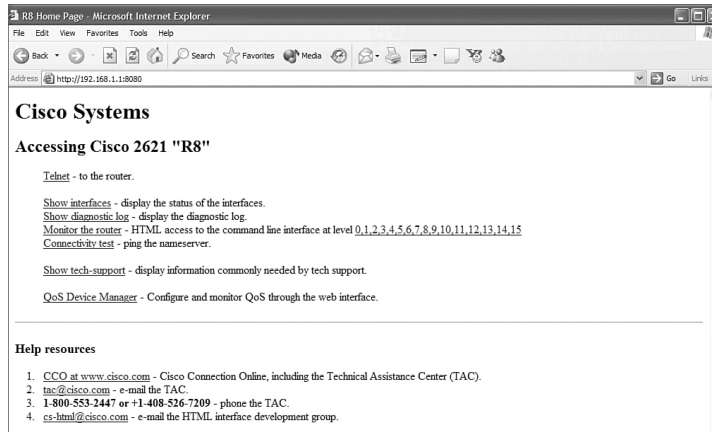 R8 Home Page - Microsoft Internet Explorer
File Edit View Favorites Tools Help
Back Search Favorites Media
Address http://192.168.1.1:8080 Go Links
Cisco Systems
Accessing Cisco 2621 "R8"
Telnet - to the router.
Show interfaces - display the status of the interfaces.
Show diagnostic log - display the diagnostic log.
Monitor the router - HTML access to the command line interface at level 0,1,2,3,4,5,6,7,8,9,10,11,12,13,14,15
Connectivity test - ping the nameserver.
Show tech-support - display information commonly needed by tech support.
QoS Device Manager - Configure and monitor QoS through the web interface.
Help resources
1. CCO at www.cisco.com - Cisco Connection Online, including the Technical Assistance Center (TAC).
2. tac@cisco.com - e-mail the TAC.
3. 1-800-553-2447 or +1-408-526-7209 - phone the TAC.
4. cs-html@cisco.com - e-mail the HTML interface development group.